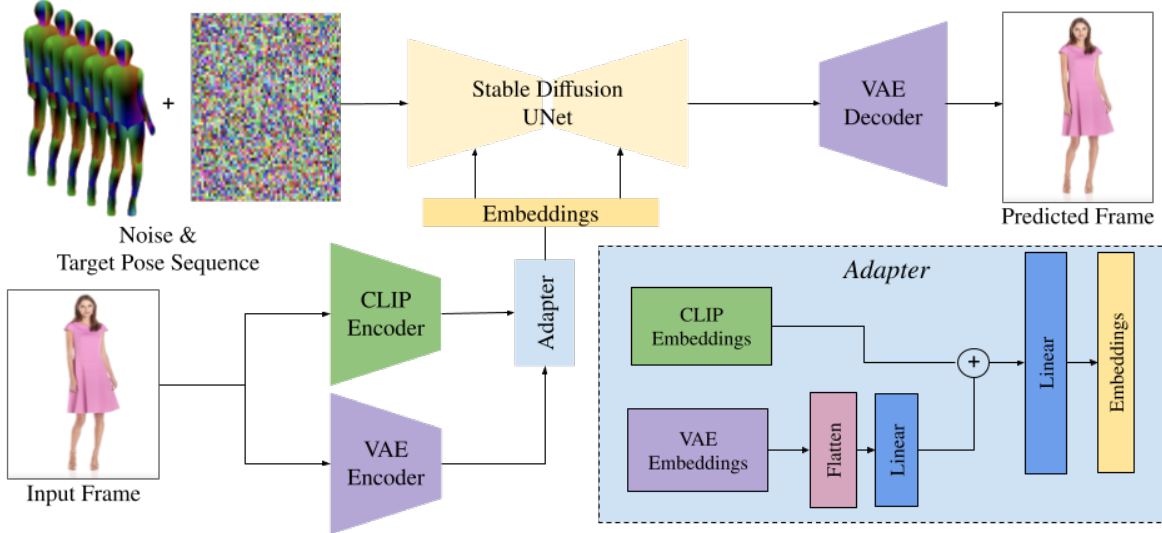 +
Stable Diffusion
UNet
VAE
Decoder
Predicted Frame
Noise &
Target Pose Sequence
Embeddings
Input Frame
CLIP
Encoder
VAE
Encoder
Adapter
Adapter
CLIP
Embeddings
VAE
Embeddings
Flatten
Linear
+
Linear
Embeddings